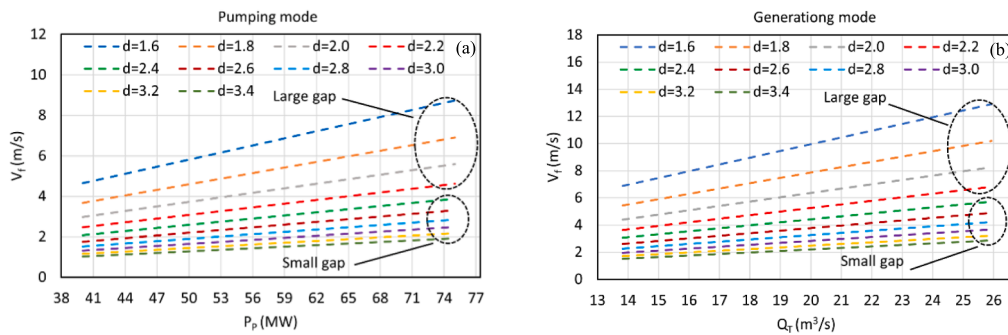 Pumping mode
(a)
12
10
8
6
4
2
0
V_f (m/s)
d=1.6 d=1.8 d=2.0 d=2.2
d=2.4 d=2.6 d=2.8 d=3.0
d=3.2 d=3.4
Large gap
Small gap
38 41 44 47 50 53 56 59 62 65 68 71 74 77
P_P (MW)
Generationg mode
(b)
18
16
14
12
10
8
6
4
2
0
V_f (m/s)
d=1.6 d=1.8 d=2.0 d=2.2
d=2.4 d=2.6 d=2.8 d=3.0
d=3.2 d=3.4
Large gap
Small gap
13 14 15 16 17 18 19 20 21 22 23 24 25 26
Q_T (m³/s)